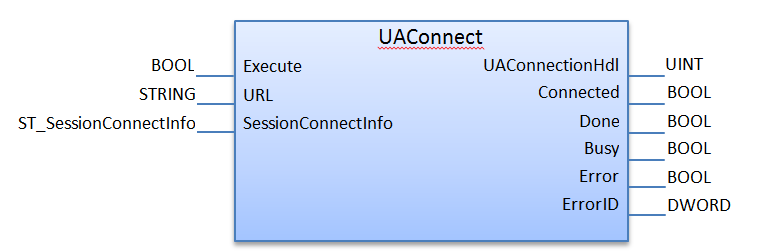 UAConnect
BOOL Execute UAConnectionHdl UINT
STRING URL Connected BOOL
ST_SessionConnectInfo SessionConnectInfo Done BOOL
Busy BOOL
Error BOOL
ErrorID DWORD